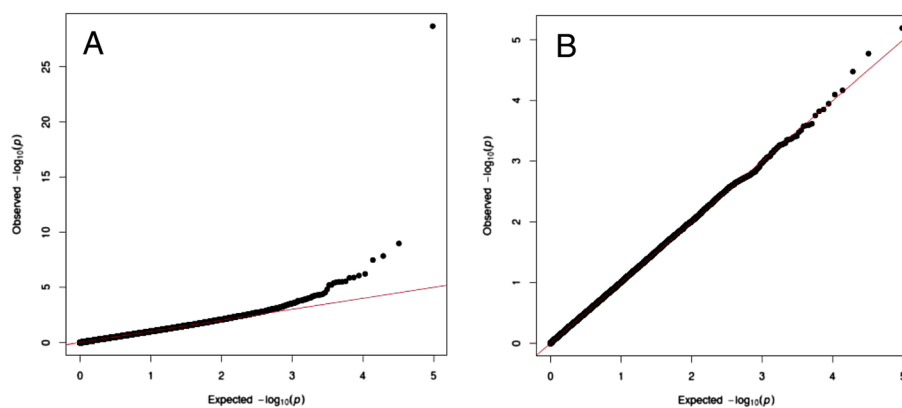 A
25
20
15
10
5
0
Observed −log10(p)
0 1 2 3 4 5
Expected −log10(p)
B
5
4
3
2
1
0
Observed −log10(p)
0 1 2 3 4 5
Expected −log10(p)